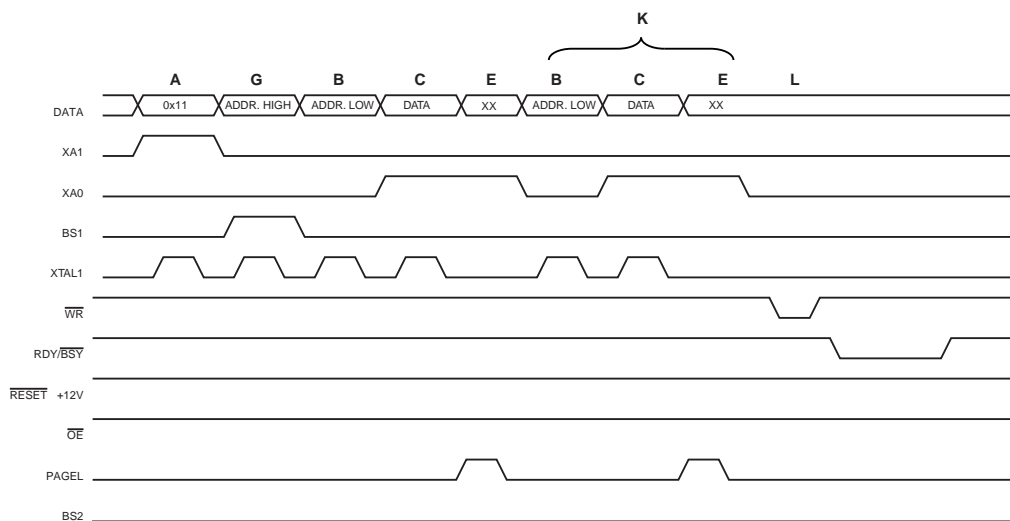 K
A G B C E B C E L
DATA 0x11 ADDR. HIGH ADDR. LOW DATA XX ADDR. LOW DATA XX
XA1
XA0
BS1
XTAL1
WR
RDY/BSY
RESET +12V
OE
PAGEL
BS2